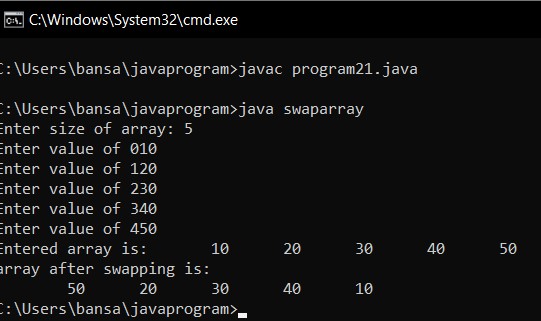 C:\Windows\System32\cmd.exe
C:\Users\bansa\javaprogram>javac program21.java
C:\Users\bansa\javaprogram>java swaparray
Enter size of array: 5
Enter value of 010
Enter value of 120
Enter value of 230
Enter value of 340
Enter value of 450
Entered array is: 10 20 30 40 50
array after swapping is:
50 20 30 40 10
C:\Users\bansa\javaprogram>